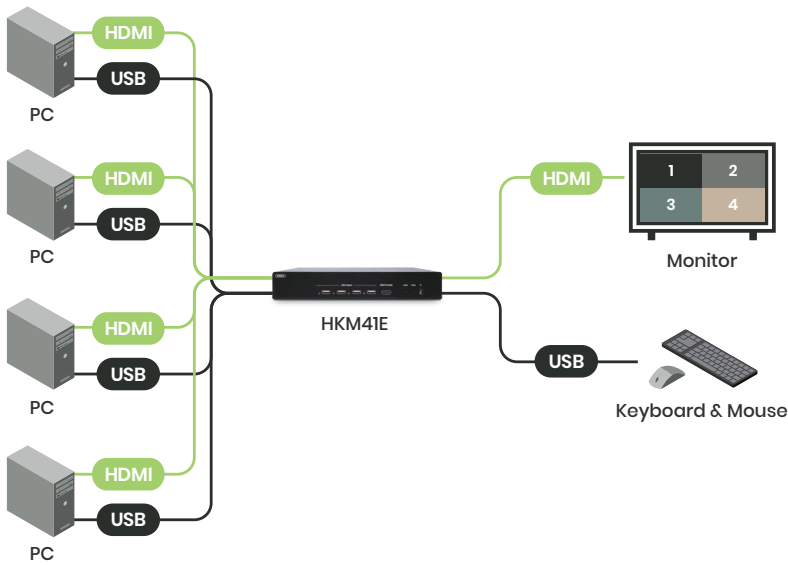 HDMI
USB
PC
HDMI
USB
PC
HDMI
USB
PC
HDMI
USB
PC
HKM41E
HDMI
1 2
3 4
Monitor
USB
Keyboard & Mouse